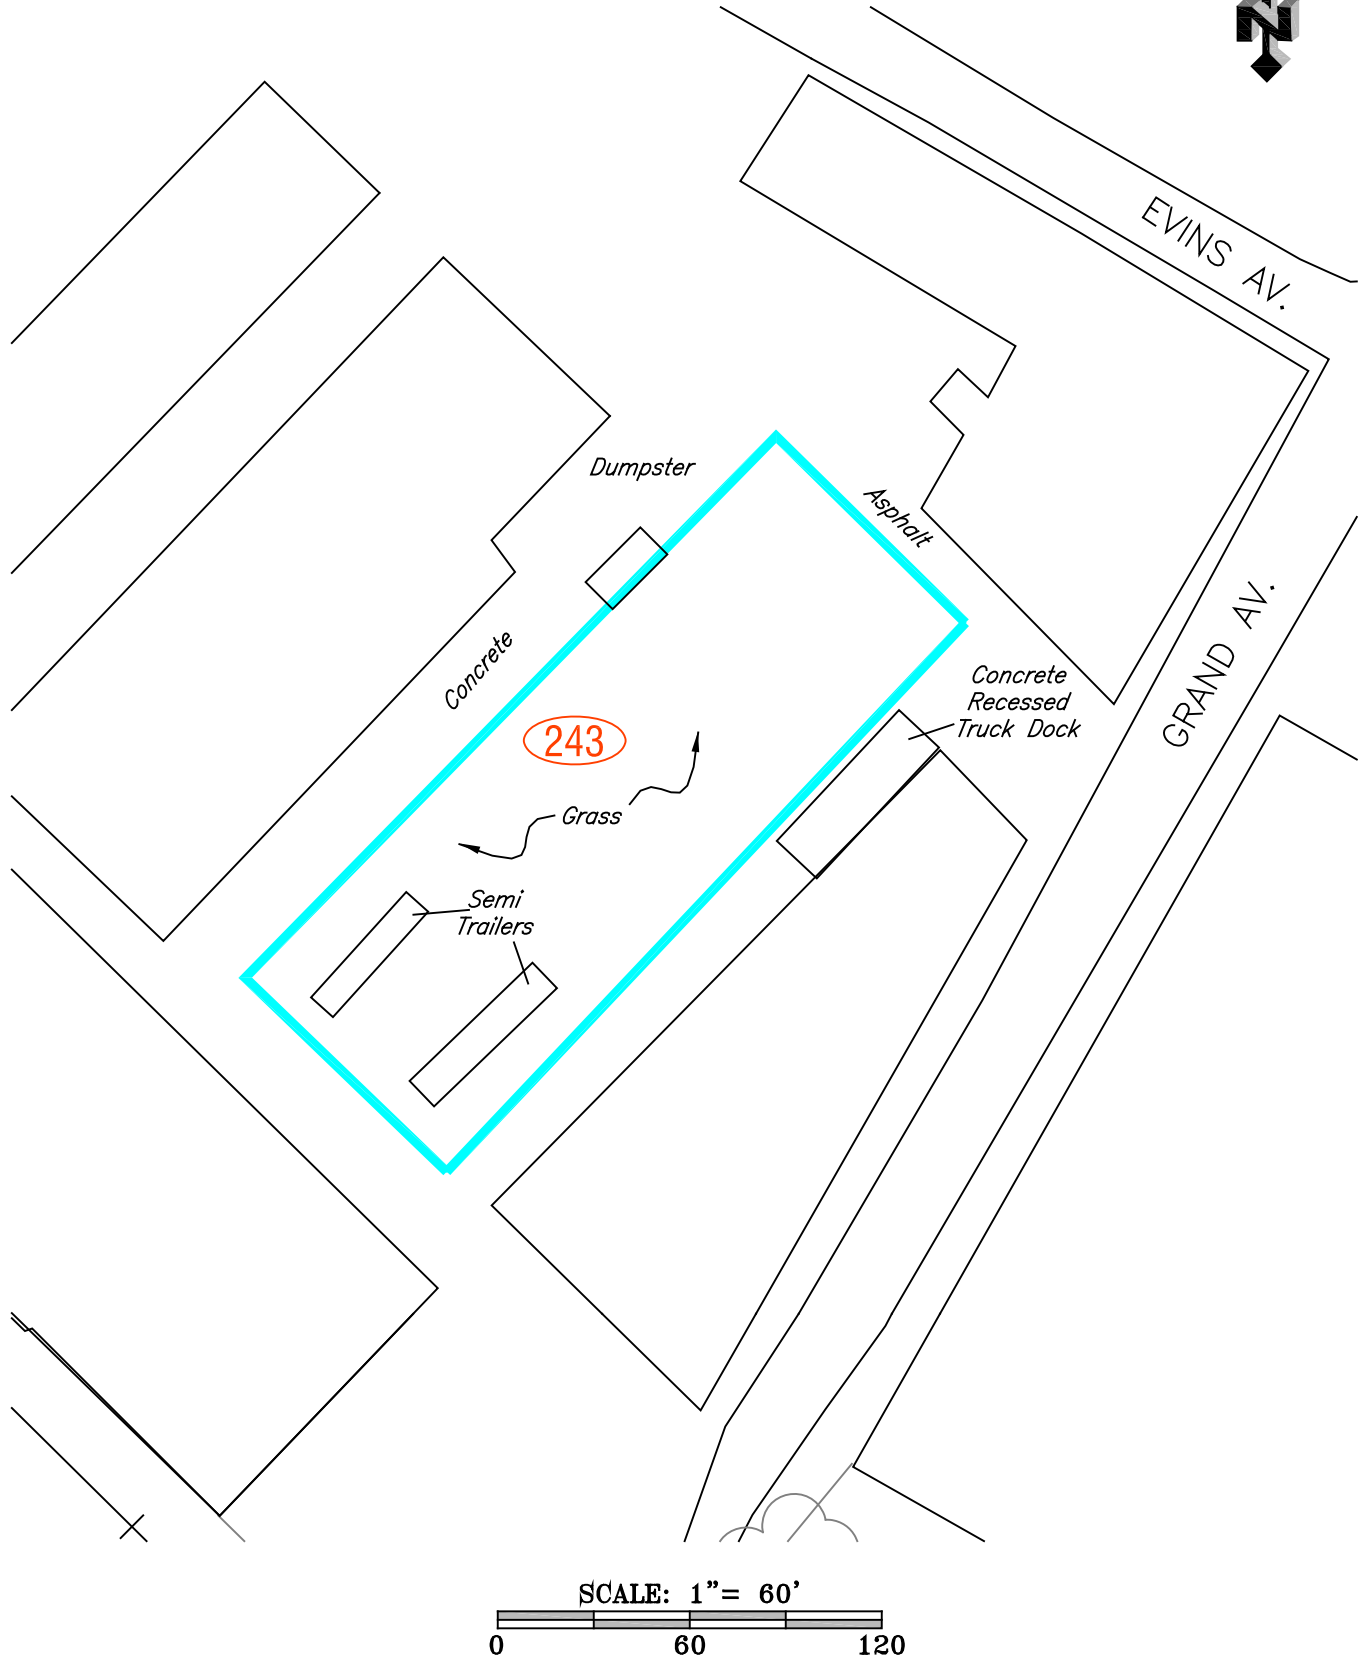 N
EVINS AV.
Dumpster
Asphalt
GRAND AV.
Concrete
Concrete
Recessed
Truck Dock
243
Grass
Semi
Trailers
SCALE: 1"= 60'
0 60 120